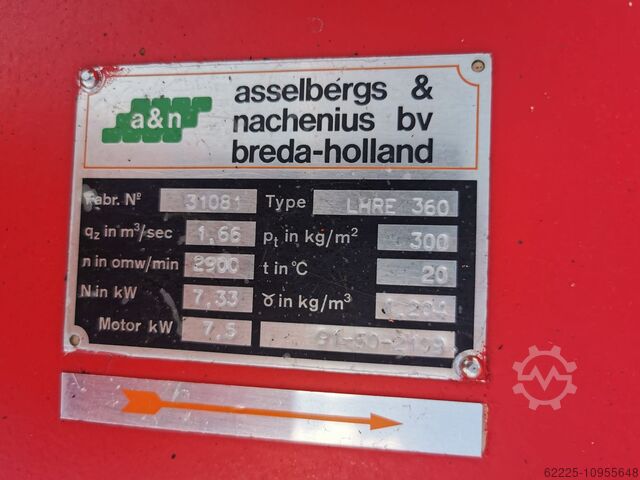 a&n
asselbergs &
nachenius bv
breda-holland
Fabr. Nº 31081 Type LHRE 360
qz in m³/sec 1,66 pt in kg/m² 300
n in omw/min 2900 t in °C 20
N in kW 7,33 ɣ in kg/m³ 204
Motor kW 7,5
62225-10955648